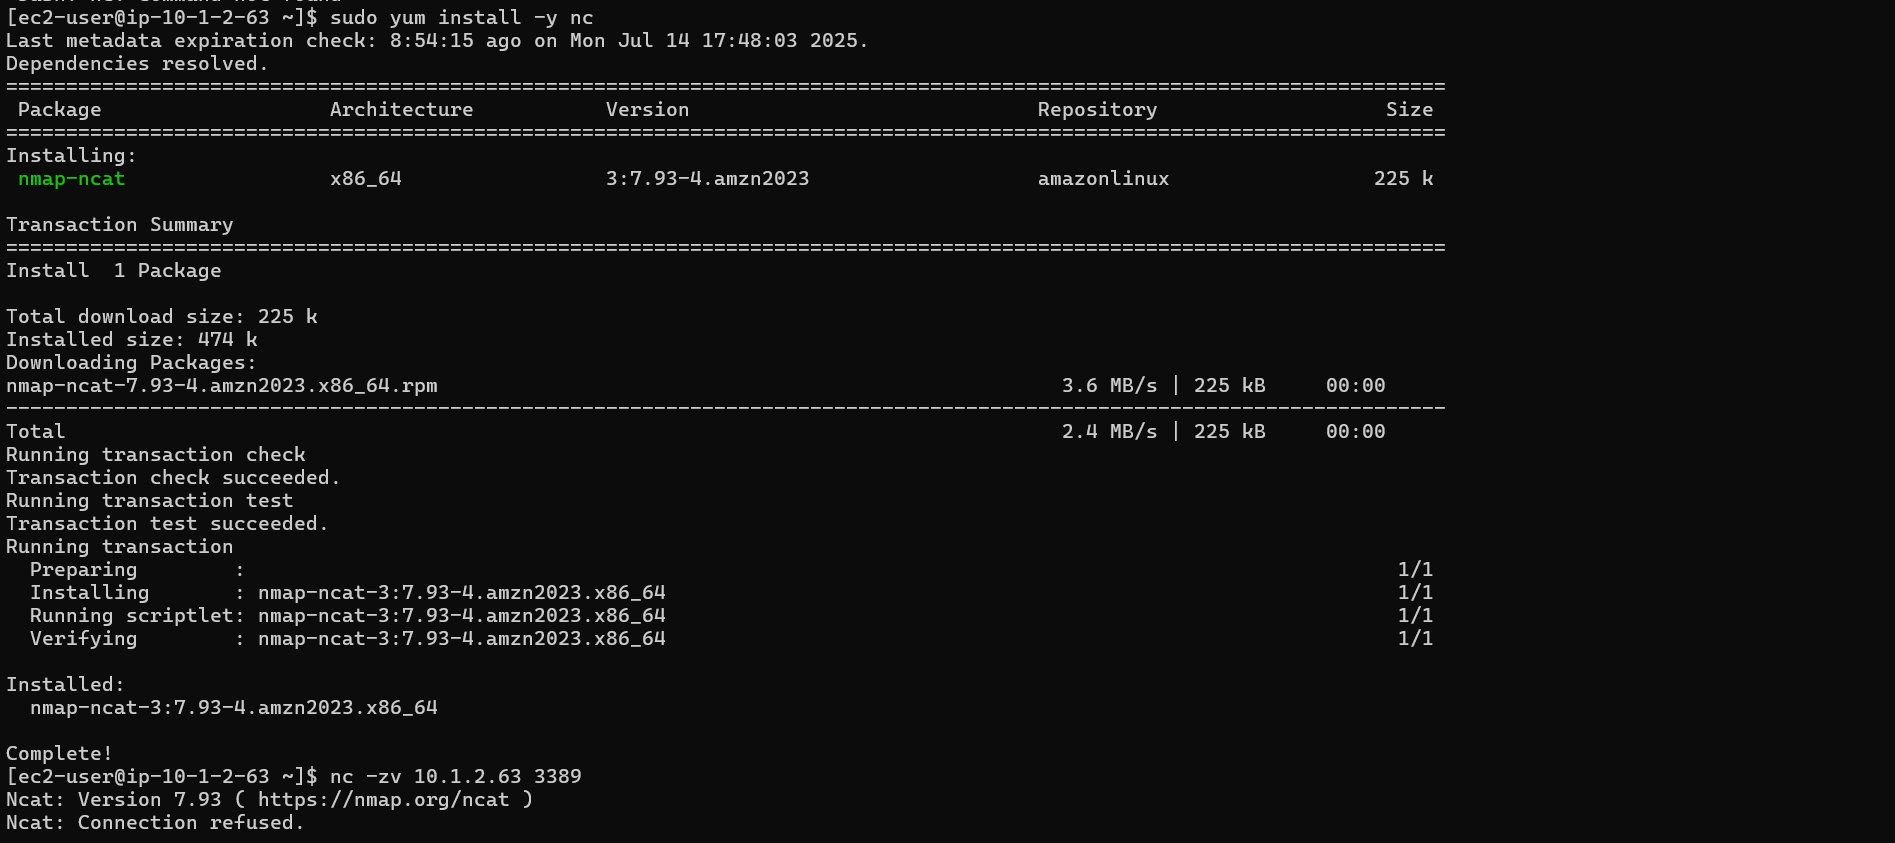 [ec2-user@ip-10-1-2-63 ~]$ sudo yum install -y nc
Last metadata expiration check: 8:54:15 ago on Mon Jul 14 17:48:03 2025.
Dependencies resolved.
========================================================================================================================
 Package                   Architecture           Version                             Repository                   Size
========================================================================================================================
Installing:
 nmap-ncat                 x86_64                 3:7.93-4.amzn2023                   amazonlinux                 225 k

Transaction Summary
========================================================================================================================
Install  1 Package

Total download size: 225 k
Installed size: 474 k
Downloading Packages:
nmap-ncat-7.93-4.amzn2023.x86_64.rpm                                                    3.6 MB/s | 225 kB     00:00
------------------------------------------------------------------------------------------------------------------------
Total                                                                                   2.4 MB/s | 225 kB     00:00
Running transaction check
Transaction check succeeded.
Running transaction test
Transaction test succeeded.
Running transaction
  Preparing        :                                                                                                1/1
  Installing       : nmap-ncat-3:7.93-4.amzn2023.x86_64                                                             1/1
  Running scriptlet: nmap-ncat-3:7.93-4.amzn2023.x86_64                                                             1/1
  Verifying        : nmap-ncat-3:7.93-4.amzn2023.x86_64                                                             1/1

Installed:
  nmap-ncat-3:7.93-4.amzn2023.x86_64

Complete!
[ec2-user@ip-10-1-2-63 ~]$ nc -zv 10.1.2.63 3389
Ncat: Version 7.93 ( https://nmap.org/ncat )
Ncat: Connection refused.